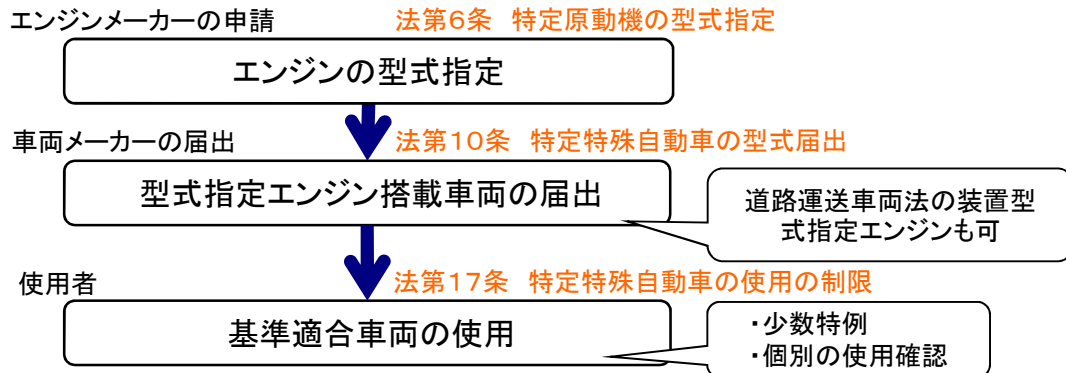 エンジンメーカーの申請
法第6条 特定原動機の型式指定
エンジンの型式指定
車両メーカーの届出
法第10条 特定特殊自動車の型式届出
型式指定エンジン搭載車両の届出
道路運送車両法の装置型
式指定エンジンも可
使用者
法第17条 特定特殊自動車の使用の制限
基準適合車両の使用
・少数特例
・個別の使用確認